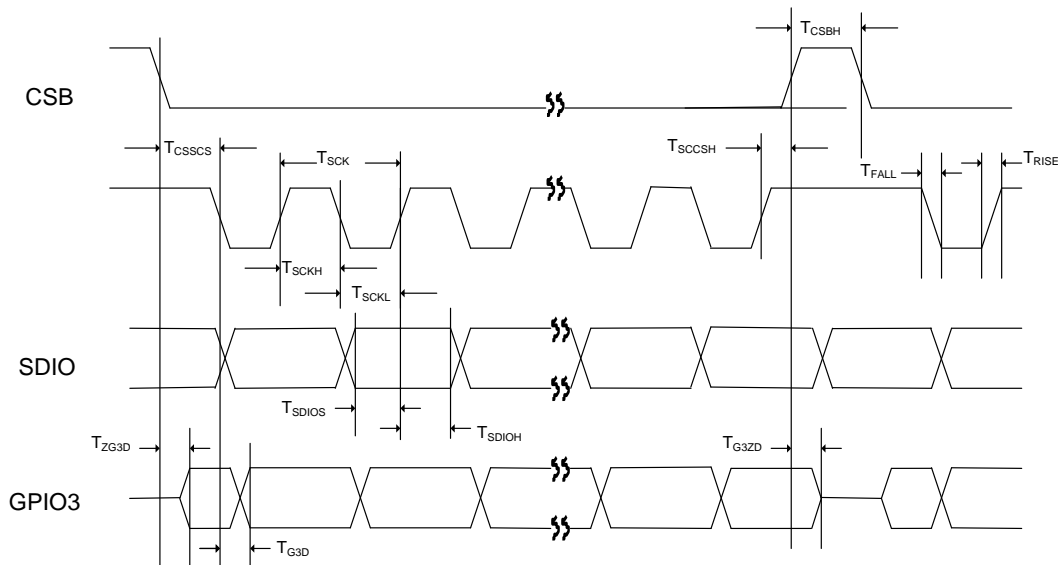 TCSBH
CSB
TCSSCS
TSCK
TSCCSH
TFALL
TRISE
TSCKH
TSCKL
SDIO
TSDIOS
TSDIOH
TZG3D
TG3ZD
GPIO3
TG3D